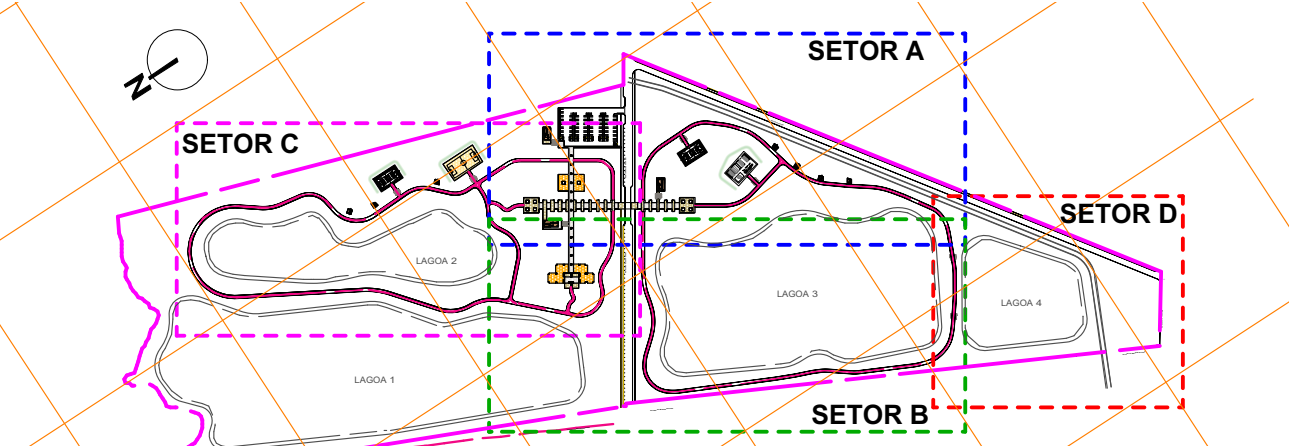 SETOR A
N
SETOR C
SETOR D
LAGOA 2
LAGOA 3
LAGOA 4
LAGOA 1
SETOR B